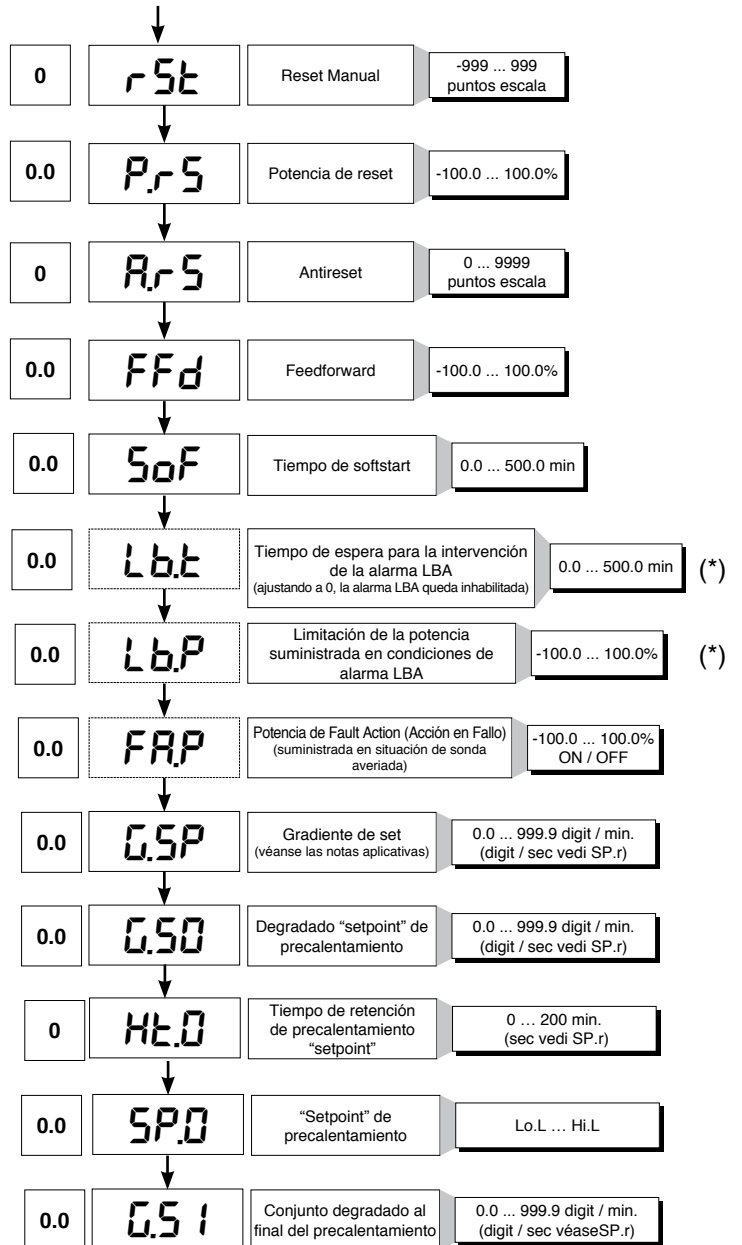 0 rSt Reset Manual -999 ... 999
puntos escala
0.0 P.rS Potencia de reset -100.0 ... 100.0%
0 A.rS Antireset 0 ... 9999
puntos escala
0.0 FFd Feedforward -100.0 ... 100.0%
0.0 SoF Tiempo de softstart 0.0 ... 500.0 min
0.0 Lb.t Tiempo de espera para la intervención
de la alarma LBA
(ajustando a 0, la alarma LBA queda inhabilitada)
0.0 ... 500.0 min (*)
0.0 Lb.P Limitación de la potencia
suministrada en condiciones de
alarma LBA
-100.0 ... 100.0% (*)
0.0 FA.P Potencia de Fault Action (Acción en Fallo)
(suministrada en situación de sonda
averiada)
-100.0 ... 100.0%
ON / OFF
0.0 G.SP Gradiente de set
(véanse las notas aplicativas)
0.0 ... 999.9 digit / min.
(digit / sec vedi SP.r)
0.0 G.S0 Degradado “setpoint” de
precalentamiento
0.0 ... 999.9 digit / min.
(digit / sec vedi SP.r)
0 Ht.0 Tiempo de retención
de precalentamiento
“setpoint”
0 … 200 min.
(sec vedi SP.r)
0.0 SP.0 “Setpoint” de
precalentamiento
Lo.L … Hi.L
0.0 G.S1 Conjunto degradado al
final del precalentamiento
0.0 ... 999.9 digit / min.
(digit / sec véaseSP.r)